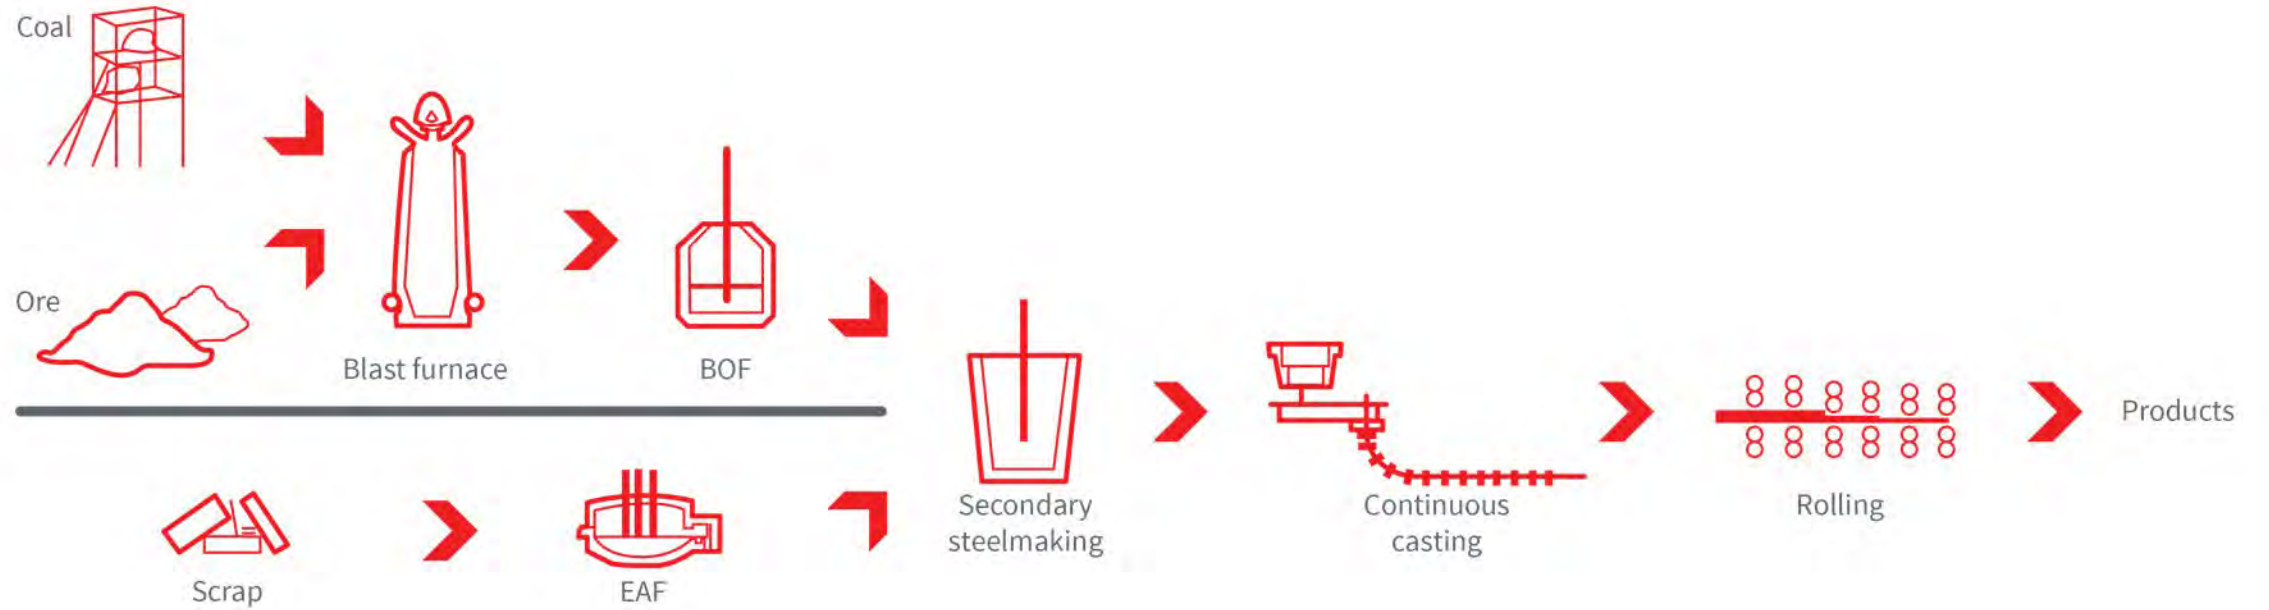 Coal
Ore
Blast furnace
BOF
Scrap
EAF
Secondary
steelmaking
Continuous
casting
Rolling
Products